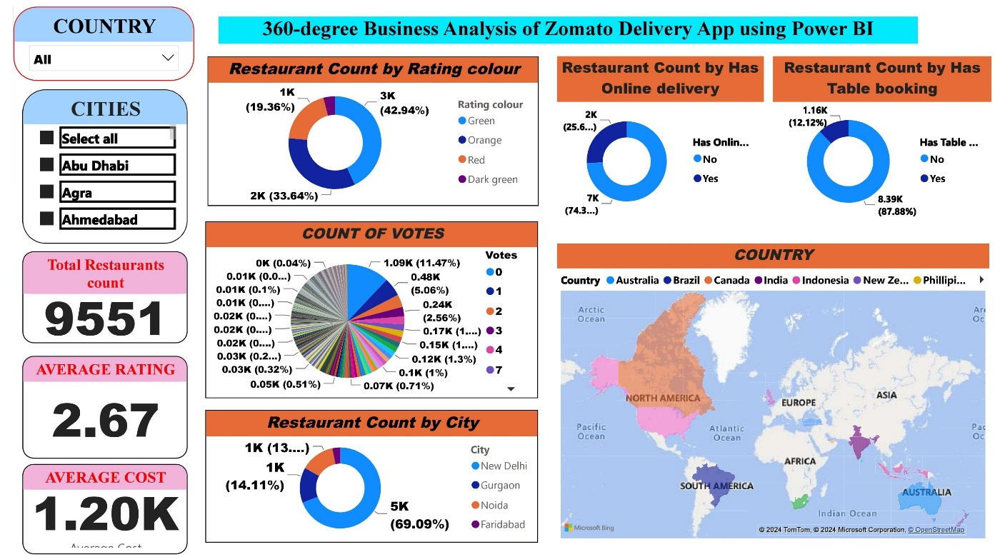 COUNTRY
All
360-degree Business Analysis of Zomato Delivery App using Power BI
CITIES
Select all
Abu Dhabi
Agra
Ahmedabad
Total Restaurants
count
9551
AVERAGE RATING
2.67
AVERAGE COST
1.20K
Average Cost
Restaurant Count by Rating colour
1K
(19.36%)
3K
(42.94%)
2K (33.64%)
Rating colour
Green
Orange
Red
Dark green
COUNT OF VOTES
0K (0.04%)
0.01K (0.0...)
0.01K (0.1%)
0.01K (0....)
0.02K (0....)
0.02K (0....)
0.02K (0....)
0.03K (0.2...)
0.03K (0.32%)
0.05K (0.51%)
1.09K (11.47%)
0.48K
(5.06%)
0.24K
(2.56%)
0.17K (1....)
0.15K (1....)
0.12K (1.3%)
0.1K (1%)
0.07K (0.71%)
Votes
0
1
2
3
4
7
Restaurant Count by City
1K (13....)
1K
(14.11%)
5K
(69.09%)
City
New Delhi
Gurgaon
Noida
Faridabad
Restaurant Count by Has
Online delivery
2K
(25.6...)
7K
(74.3...)
Has Onlin...
No
Yes
Restaurant Count by Has
Table booking
1.16K
(12.12%)
8.39K
(87.88%)
Has Table ...
No
Yes
COUNTRY
Country Australia Brazil Canada India Indonesia New Ze... Phillipi...
Arctic
Ocean
Ar
Oc
NORTH AMERICA
EUROPE
ASIA
Pacific
Ocean
Atlantic
Ocean
Pac
Oc
AFRICA
SOUTH AMERICA
AUSTRALIA
Indian Ocean
Microsoft Bing
© 2024 TomTom, © 2024 Microsoft Corporation, © OpenStreetMap